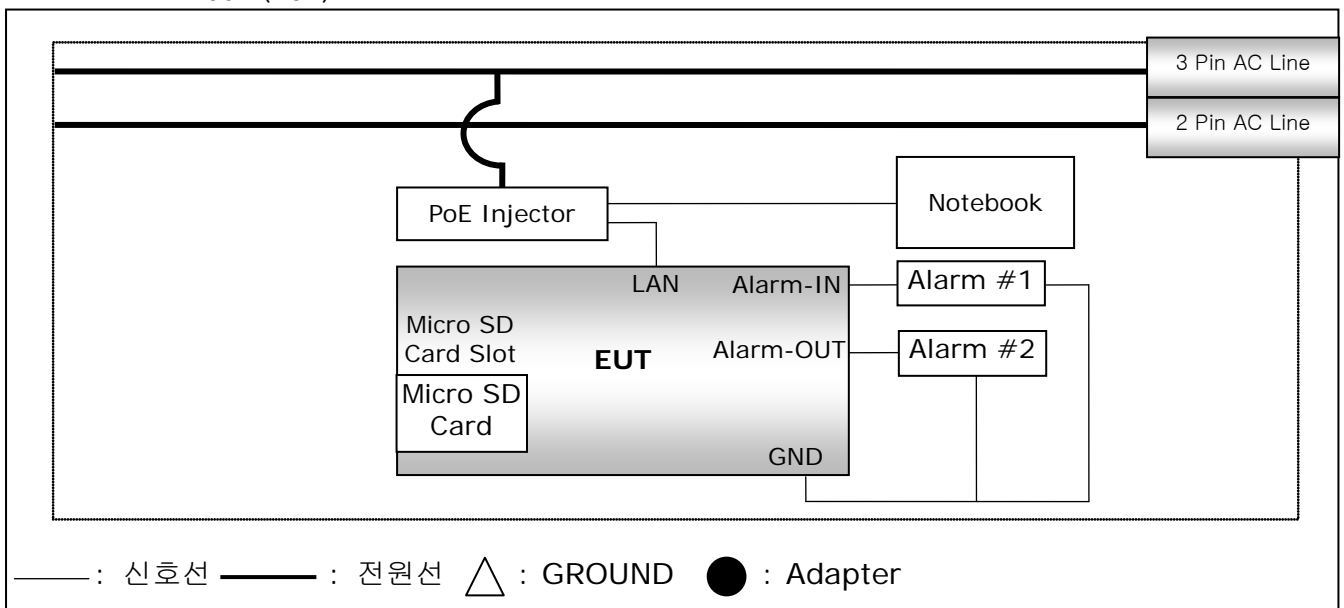 3 Pin AC Line
2 Pin AC Line
PoE Injector
Notebook
LAN
Alarm-IN
Alarm #1
Micro SD
Card Slot
EUT
Alarm-OUT
Alarm #2
Micro SD
Card
GND
: 신호선 : 전원선 : GROUND : Adapter